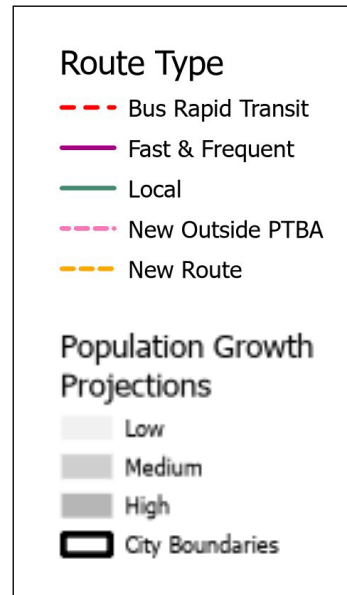 Route Type
Bus Rapid Transit
Fast & Frequent
Local
New Outside PTBA
New Route
Population Growth
Projections
Low
Medium
High
City Boundaries